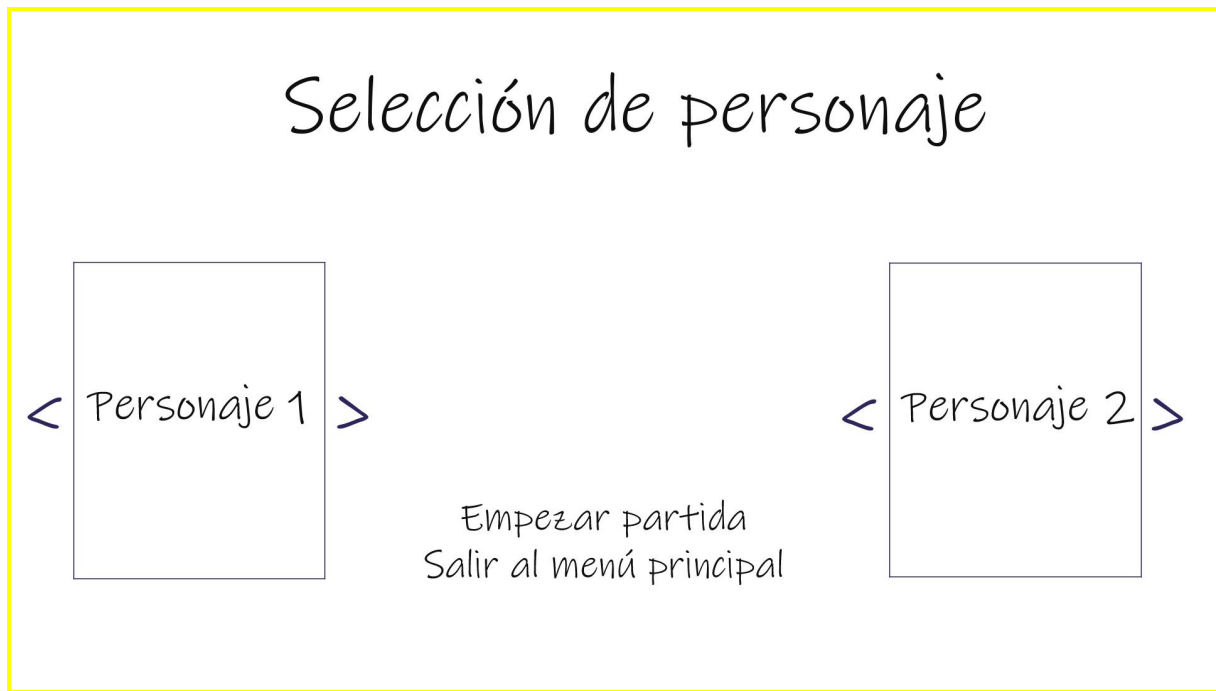 Selección de personaje
< Personaje 1 >
< Personaje 2 >
Empezar partida
Salir al menú principal